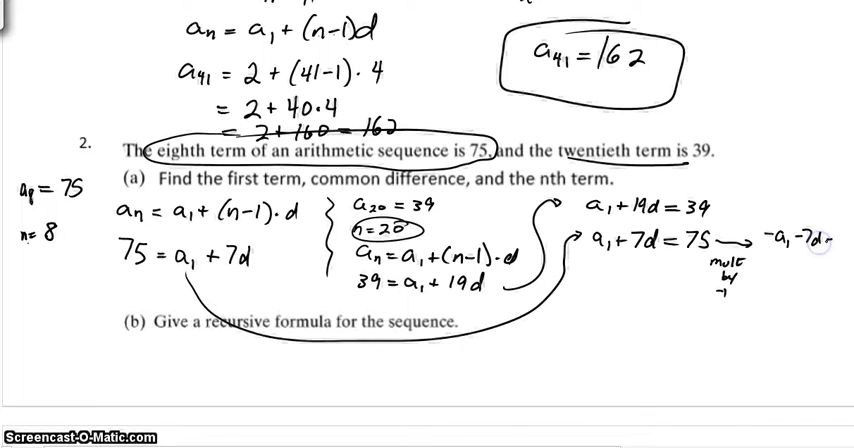 an = a₁ + (n-1)d
a₄₁ = 2 + (41-1)·4
= 2 + 40·4
= 2 + 160 = 162
a₄₁ = 162
2. The eighth term of an arithmetic sequence is 75, and the twentieth term is 39.
(a) Find the first term, common difference, and the nth term.
a₈ = 75
n = 8
an = a₁ + (n-1)·d
75 = a₁ + 7d
a₂₀ = 39
n = 20
an = a₁ + (n-1)·d
39 = a₁ + 19d
a₁ + 19d = 39
a₁ + 7d = 75 → -a₁ - 7d =
mult
by
-1
(b) Give a recursive formula for the sequence.
Screencast-O-Matic.com